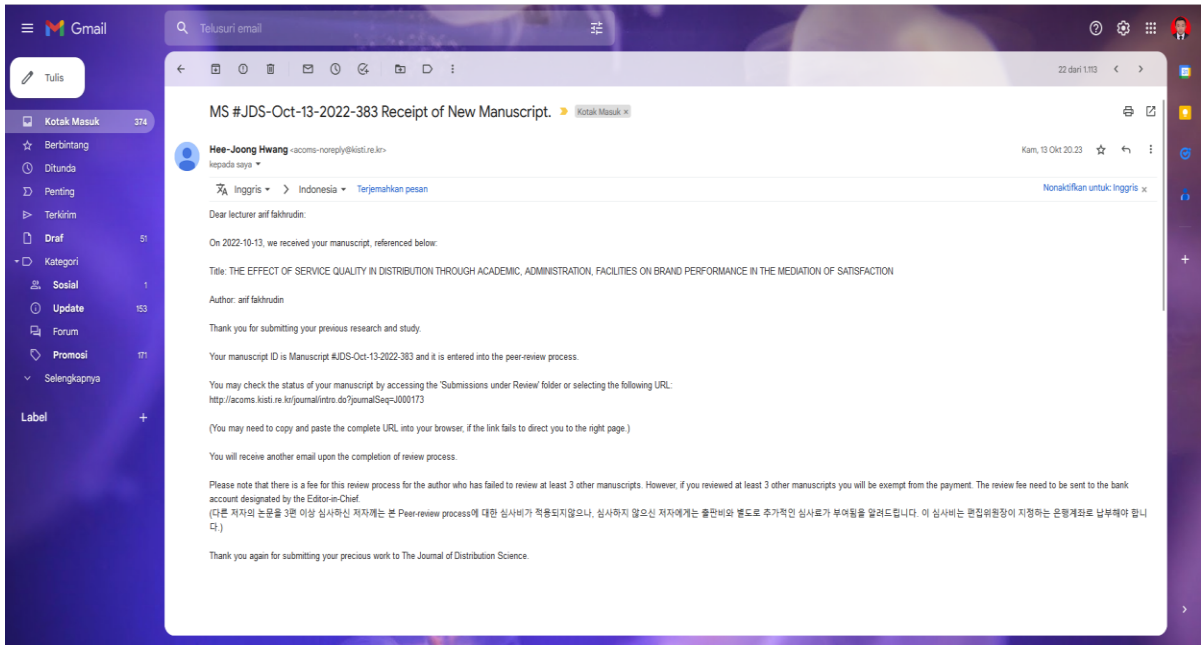 Gmail
Telusuri email
Tulis
22 dari 1.113
Kotak Masuk 374
Berbintang
Ditunda
Penting
Terkirim
Draf 51
Kategori
Sosial 1
Update 153
Forum
Promosi 171
Selengkapnya
Label +
MS #JDS-Oct-13-2022-383 Receipt of New Manuscript. Kotak Masuk ×
Hee-Joong Hwang <acoms-noreply@kisti.re.kr> Kam, 13 Okt 20.23
kepada saya
Inggris > Indonesia Terjemahkan pesan Nonaktifkan untuk: Inggris x
Dear lecturer arif fakhrudin:
On 2022-10-13, we received your manuscript, referenced below:
Title: THE EFFECT OF SERVICE QUALITY IN DISTRIBUTION THROUGH ACADEMIC, ADMINISTRATION, FACILITIES ON BRAND PERFORMANCE IN THE MEDIATION OF SATISFACTION
Author: arif fakhrudin
Thank you for submitting your previous research and study.
Your manuscript ID is Manuscript #JDS-Oct-13-2022-383 and it is entered into the peer-review process.
You may check the status of your manuscript by accessing the 'Submissions under Review' folder or selecting the following URL:
http://acoms.kisti.re.kr/journal/intro.do?journalSeq=J000173
(You may need to copy and paste the complete URL into your browser, if the link fails to direct you to the right page.)
You will receive another email upon the completion of review process.
Please note that there is a fee for this review process for the author who has failed to review at least 3 other manuscripts. However, if you reviewed at least 3 other manuscripts you will be exempt from the payment. The review fee need to be sent to the bank
account designated by the Editor-in-Chief.
(다른 저자의 논문을 3편 이상 심사하신 저자께는 본 Peer-review process에 대한 심사비가 적용되지않으나, 심사하지 않으신 저자에게는 출판비와 별도로 추가적인 심사료가 부여됨을 알려드립니다. 이 심사비는 편집위원장이 지정하는 은행계좌로 납부해야 합니
다.)
Thank you again for submitting your precious work to The Journal of Distribution Science.